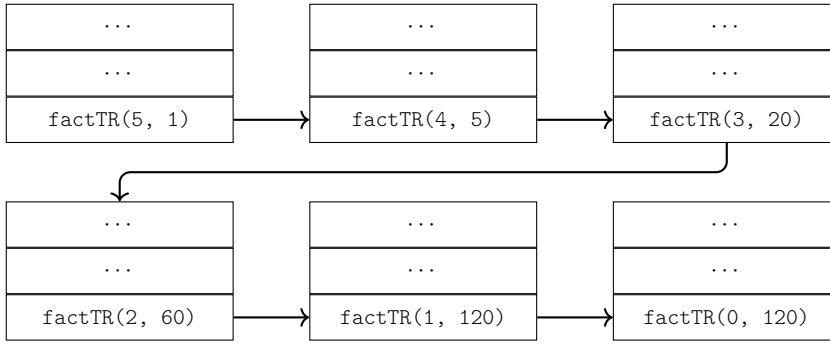 ... ... ...
... ... ...
factTR(5, 1) factTR(4, 5) factTR(3, 20)
... ... ...
... ... ...
factTR(2, 60) factTR(1, 120) factTR(0, 120)